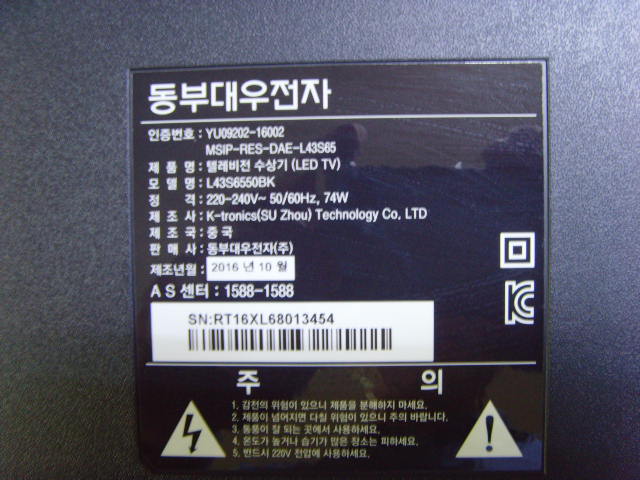 동부대우전자
인증번호 : YU09202-16002
MSIP-RES-DAE-L43S65
제 품 명 : 텔레비전 수상기 (LED TV)
모 델 명 : L43S6550BK
정 격 : 220-240V~ 50/60Hz, 74W
제 조 사 : K-tronics(SU Zhou) Technology Co. LTD
제 조 국 : 중 국
판 매 사 : 동부대우전자(주)
제조년월 : 2016 년 10 월
A S 센터 : 1588-1588
SN:RT16XL68013454
주 의
1. 감전의 위험이 있으니 제품을 분해하지 마세요.
2. 제품이 넘어지면 다칠 위험이 있으니 주의 바랍니다.
3. 통풍이 잘 되는 곳에서 사용하세요.
4. 온도가 높거나 습기가 많은 장소는 피하세요.
5. 반드시 220V 전압에 사용하세요.